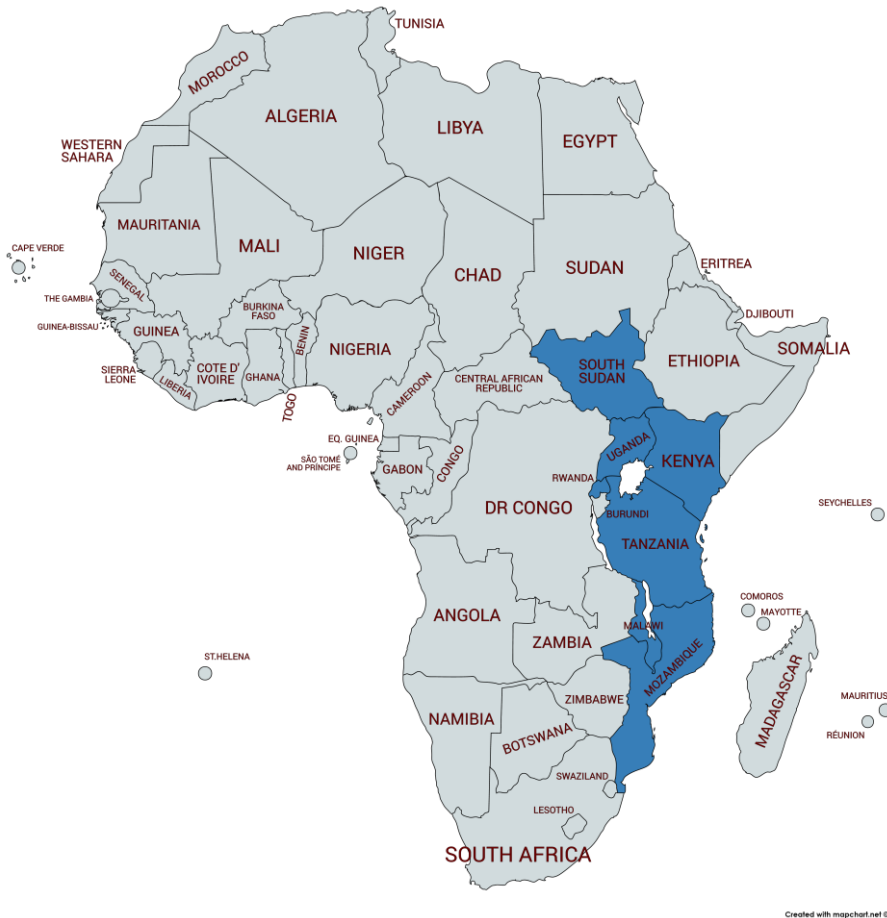 TUNISIA
MOROCCO
ALGERIA
LIBYA
EGYPT
WESTERN
SAHARA
MAURITANIA
MALI
NIGER
CHAD
SUDAN
ERITREA
CAPE VERDE
SENEGAL
THE GAMBIA
GUINEA-BISSAU
GUINEA
BURKINA
FASO
BENIN
NIGERIA
DJIBOUTI
SOMALIA
ETHIOPIA
SOUTH
SUDAN
SIERRA
LEONE
LIBERIA
COTE D'
IVOIRE
GHANA
TOGO
CAMEROON
CENTRAL AFRICAN
REPUBLIC
EQ. GUINEA
SÃO TOMÉ
AND PRÍNCIPE
GABON
CONGO
UGANDA
KENYA
RWANDA
DR CONGO
BURUNDI
TANZANIA
SEYCHELLES
COMOROS
MAYOTTE
ANGOLA
ZAMBIA
MALAWI
MOZAMBIQUE
ST.HELENA
NAMIBIA
BOTSWANA
ZIMBABWE
MADAGASCAR
MAURITIUS
RÉUNION
SWAZILAND
LESOTHO
SOUTH AFRICA
Created with mapchart.net ©